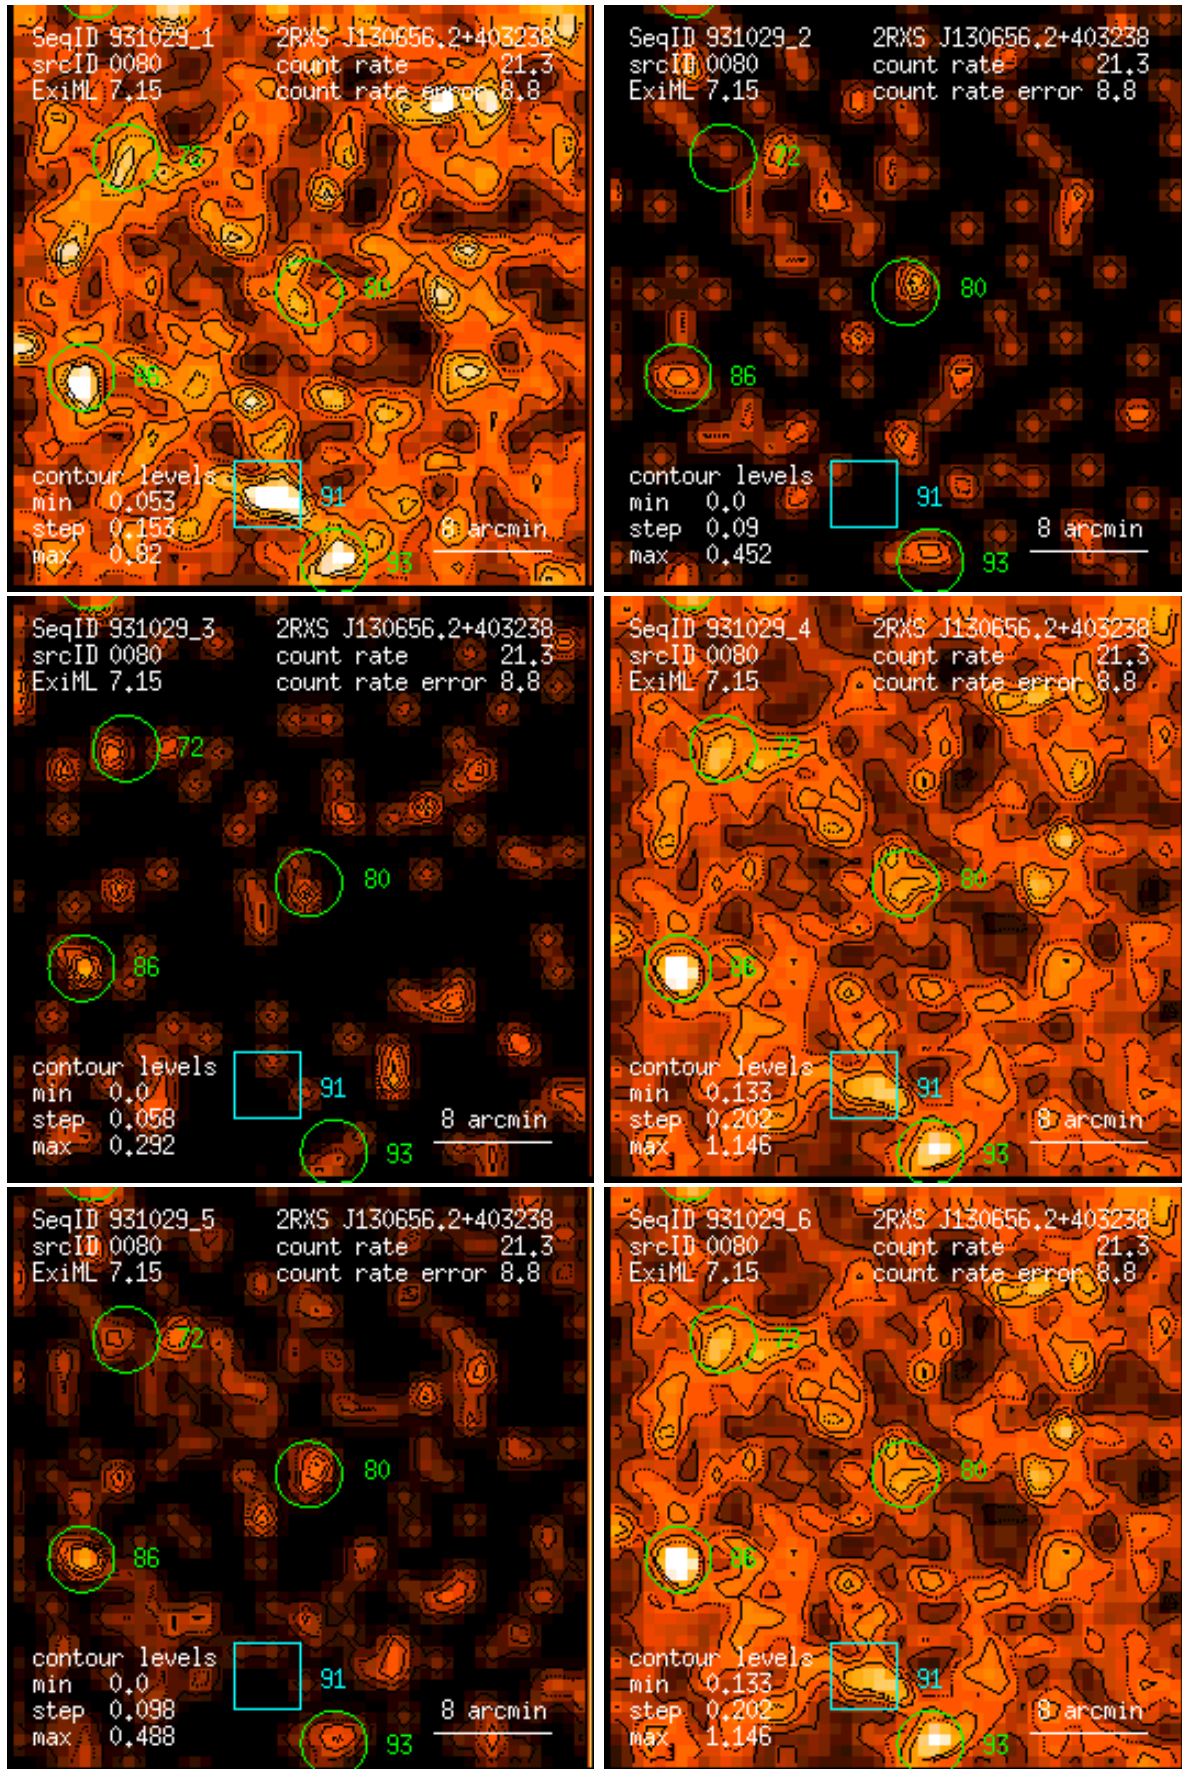 SeqID 931029_1 2RXS J130656.2+403238
srcID 0080 count rate 21.3
ExiML 7.15 count rate error 8.8
72
80
86
contour levels
min 0.053 91
step 0.153 8 arcmin
max 0.82 93
SeqID 931029_2 2RXS J130656.2+403238
srcID 0080 count rate 21.3
ExiML 7.15 count rate error 8.8
72
80
86
contour levels
min 0.0 91
step 0.09 8 arcmin
max 0.452 93
SeqID 931029_3 2RXS J130656.2+403238
srcID 0080 count rate 21.3
ExiML 7.15 count rate error 8.8
72
80
86
contour levels
min 0.0 91
step 0.058 8 arcmin
max 0.292 93
SeqID 931029_4 2RXS J130656.2+403238
srcID 0080 count rate 21.3
ExiML 7.15 count rate error 8.8
72
80
86
contour levels
min 0.133 91
step 0.202 8 arcmin
max 1.146 93
SeqID 931029_5 2RXS J130656.2+403238
srcID 0080 count rate 21.3
ExiML 7.15 count rate error 8.8
72
80
86
contour levels
min 0.0 91
step 0.098 8 arcmin
max 0.488 93
SeqID 931029_6 2RXS J130656.2+403238
srcID 0080 count rate 21.3
ExiML 7.15 count rate error 8.8
72
80
86
contour levels
min 0.133 91
step 0.202 8 arcmin
max 1.146 93